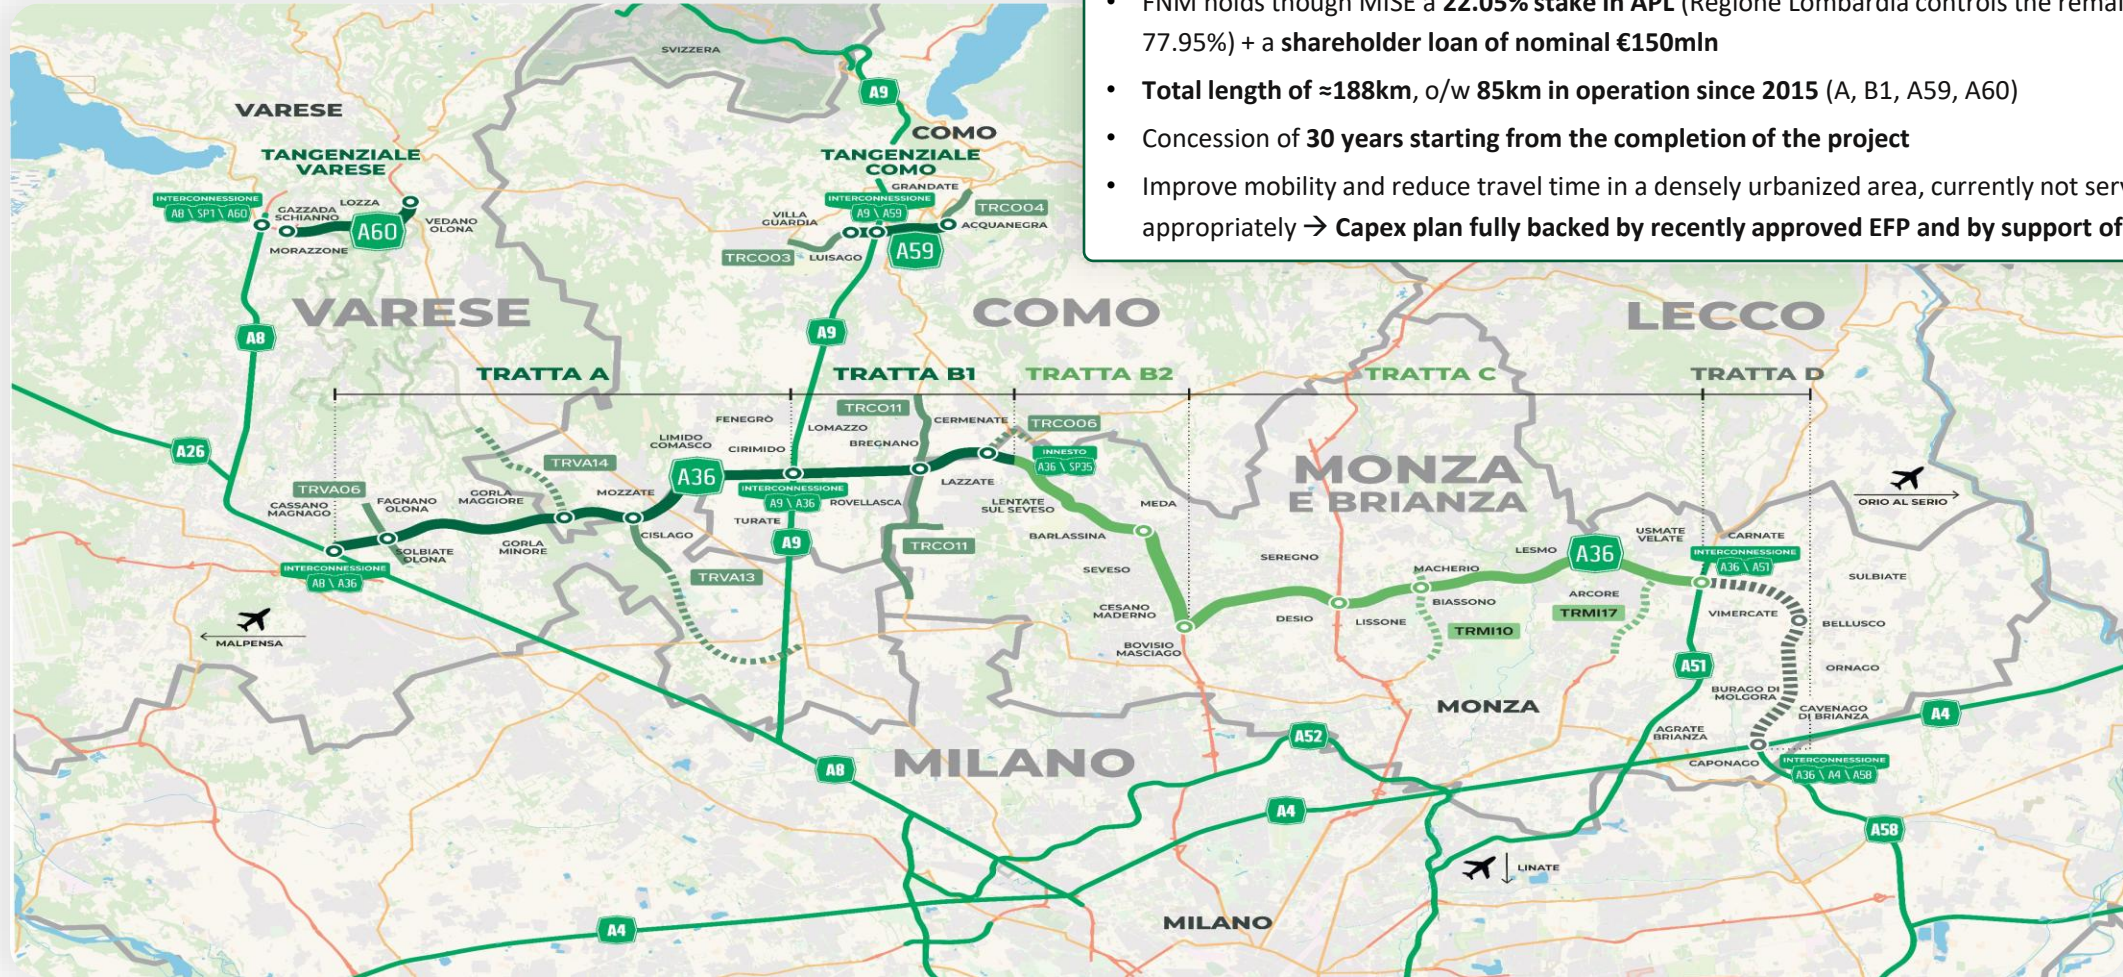 FNM holds though MISE a 22.05% stake in APL (Regione Lombardia controls the
77.95%) + a shareholder loan of nominal €150mln
• Total length of ≈188km, o/w 85km in operation since 2015 (A, B1, A59, A60)
• Concession of 30 years starting from the completion of the project
• Improve mobility and reduce travel time in a densely urbanized area, currently not
appropriately → Capex plan fully backed by recently approved EFP and by support of
SVIZZERA
A9
VARESE
COMO
TANGENZIALE
VARESE
TANGENZIALE
COMO
GRANDATE
INTERCONNESSIONE
A8 \ SP1 \ A60
GAZZADA
SCHIANNO
LOZZA
A60
VEDANO
OLONA
MORAZZONE
INTERCONNESSIONE
A9 \ A59
VILLA
GUARDIA
TRCO04
ACQUANEGRA
TRCO03
LUISAGO
A59
VARESE
COMO
LECCO
A8
A9
TRATTA A
TRATTA B1
TRATTA B2
TRATTA C
TRATTA D
A26
TRVA06
CASSANO
MAGNAGO
FAGNANO
OLONA
SOLBIATE
OLONA
GORLA
MAGGIORE
GORLA
MINORE
TRVA14
MOZZATE
LIMIDO
COMASCO
FENEGRÒ
CIRIMIDO
A36
CISLAGO
TRVA13
INTERCONNESSIONE
A8 \ A36
MALPENSA
TRCO11
LOMAZZO
BREGNANO
CERMENATE
TRCO06
INNESTO
A36 \ SP35
INTERCONNESSIONE
A9 \ A36
ROVELLASCA
TURATE
A9
LAZZATE
LENTATE
SUL SEVESO
TRCO11
BARLASSINA
MEDA
SEVESO
CESANO
MADERNO
BOVISIO
MASCIAGO
MONZA
E BRIANZA
SEREGNO
DESIO
LISSONE
MACHERIO
BIASSONO
TRMI10
LESMO
A36
ARCORE
TRMI17
USMATE
VELATE
CARNATE
INTERCONNESSIONE
A36 \ A51
ORIO AL SERIO
SULBIATE
VIMERCATE
BELLUSCO
A51
ORNAGO
BURAGO DI
MOLGORA
CAVENAGO
DI BRIANZA
A4
AGRATE
BRIANZA
CAPONAGO
INTERCONNESSIONE
A36 \ A4 \ A58
MONZA
A52
MILANO
A8
A4
A58
LINATE
MILANO
A4